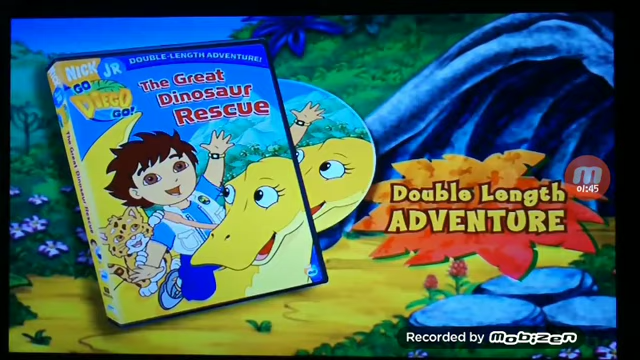 NICK JR
DOUBLE-LENGTH ADVENTURE!
GO DIEGO GO!
The Great
Dinosaur
Rescue
The Great Dinosaur Rescue
Double Length
ADVENTURE
01:45
Recorded by mobizen